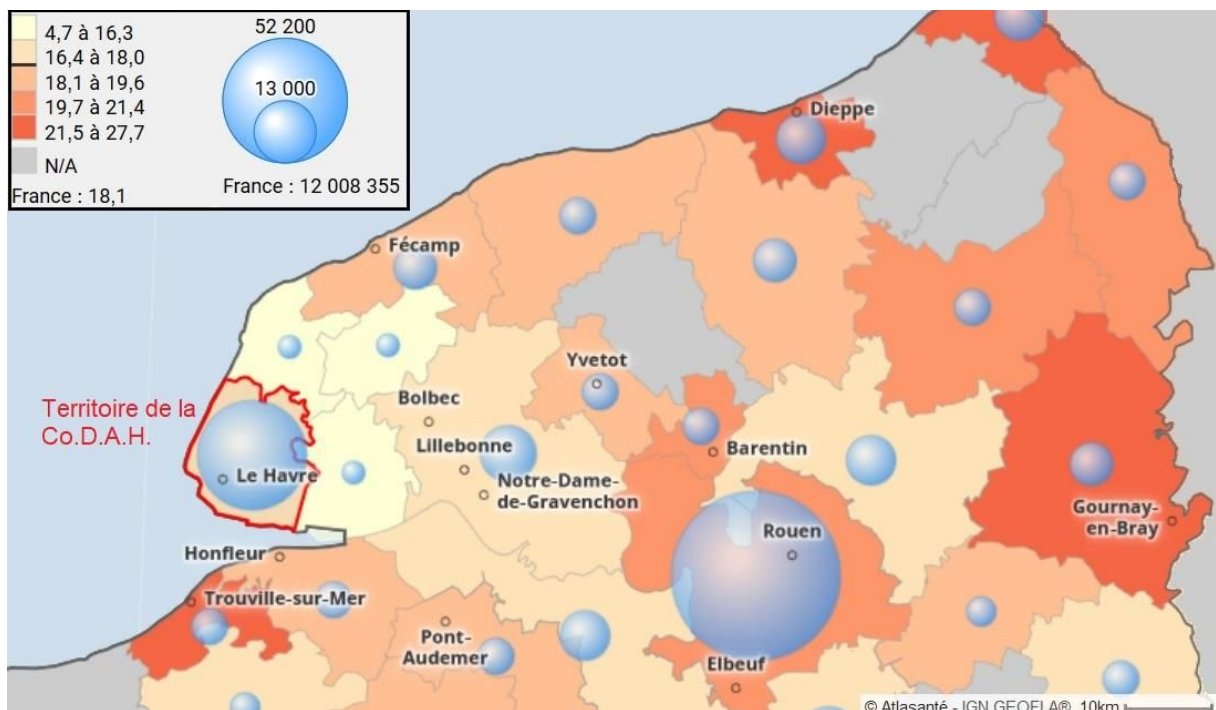 4,7 à 16,3
16,4 à 18,0
18,1 à 19,6
19,7 à 21,4
21,5 à 27,7
N/A
France : 18,1
52 200
13 000
France : 12 008 355
Dieppe
Fécamp
Yvetot
Territoire de la
Co.D.A.H.
Bolbec
Lillebonne
Barentin
Le Havre
Notre-Dame-
de-Gravenchon
Gournay-
en-Bray
Rouen
Honfleur
Trouville-sur-Mer
Pont-
Audemer
Elbeuf
© Atlasanté - IGN GEOFLA® 10km